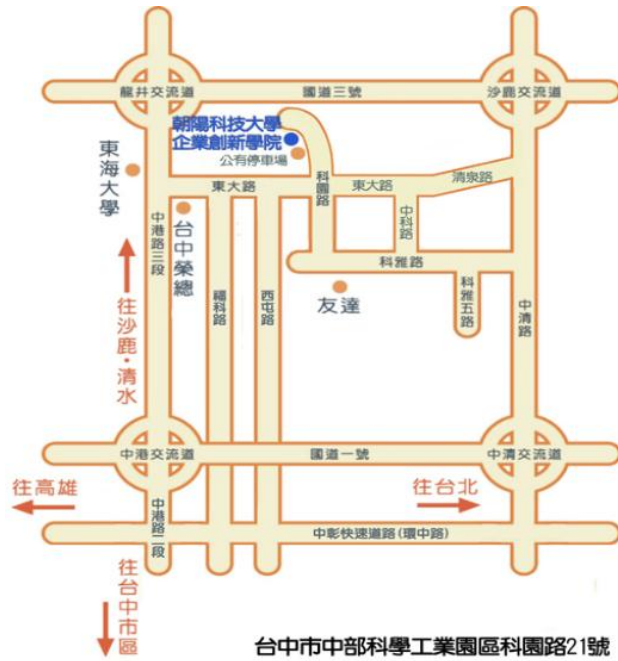 龍井交流道
國道三號
沙鹿交流道
朝陽科技大學
企業創新學院
公有停車場
東海大學
東大路
科園路
東大路
清泉路
中港路三段
台中榮總
中科路
科雅路
往沙鹿・清水
福科路
西屯路
友達
科雅五路
中清路
中港交流道
國道一號
中清交流道
往高雄
往台北
中港路二段
中彰快速道路(環中路)
往台中市區
台中市中部科學工業園區科園路21號